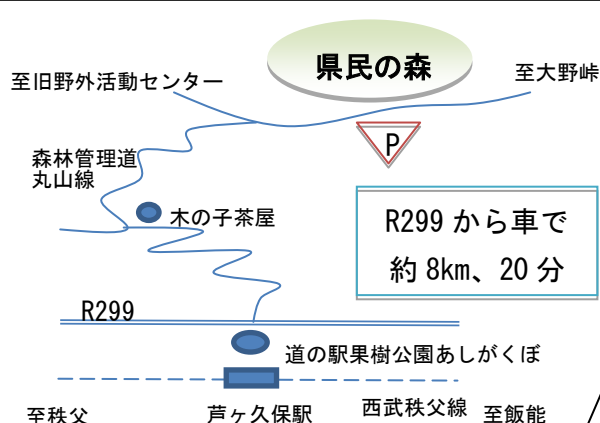 県民の森
至旧野外活動センター
至大野峠
P
森林管理道
丸山線
木の子茶屋
R299 から車で
約 8km、20 分
R299
道の駅果樹公園あしがくぼ
至秩父
芦ヶ久保駅
西武秩父線
至飯能